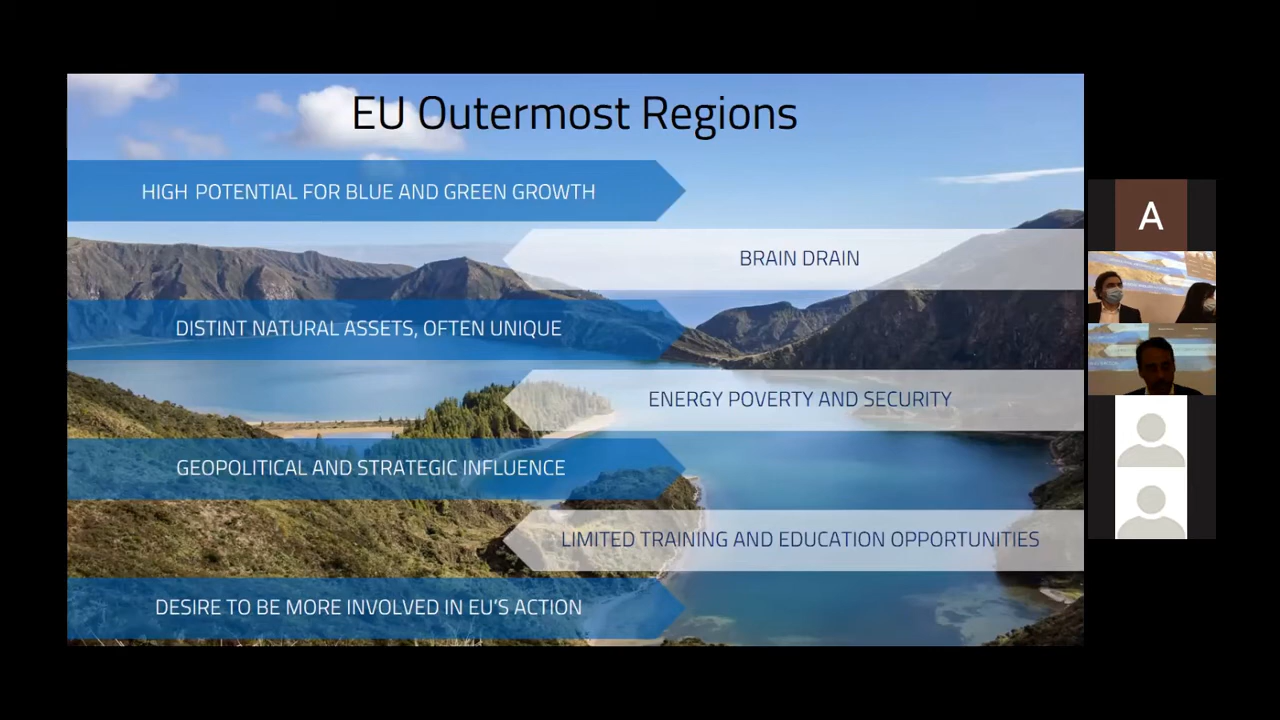 EU Outermost Regions
HIGH POTENTIAL FOR BLUE AND GREEN GROWTH
BRAIN DRAIN
DISTINT NATURAL ASSETS, OFTEN UNIQUE
ENERGY POVERTY AND SECURITY
GEOPOLITICAL AND STRATEGIC INFLUENCE
LIMITED TRAINING AND EDUCATION OPPORTUNITIES
DESIRE TO BE MORE INVOLVED IN EU'S ACTION
A